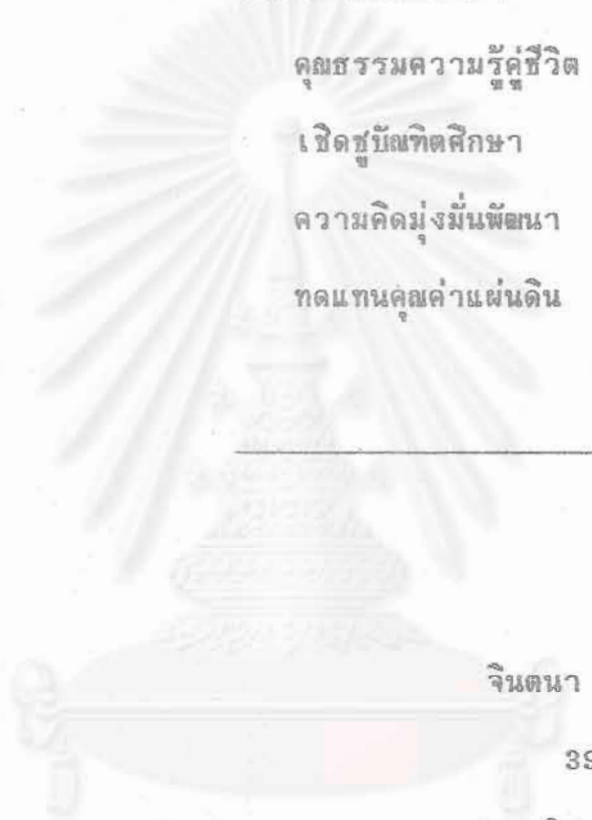 คุณธรรมความรู้คู่ชีวิต
เชิดชูบัณฑิตศึกษา
ความคิดมุ่งมั่นพัฒนา
ทดแทนคุณค่าแผ่นดิน
จินตนา
39